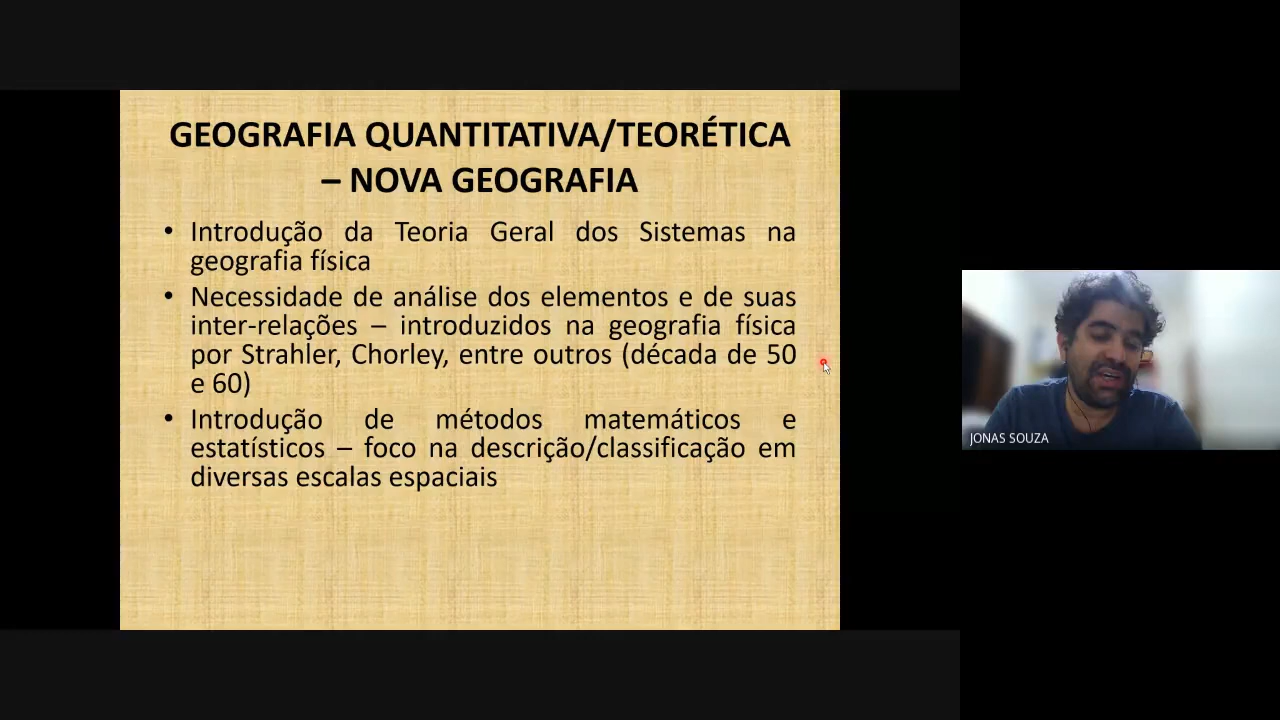 GEOGRAFIA QUANTITATIVA/TEORÉTICA
– NOVA GEOGRAFIA
• Introdução da Teoria Geral dos Sistemas na
geografia física
• Necessidade de análise dos elementos e de suas
inter-relações – introduzidos na geografia física
por Strahler, Chorley, entre outros (década de 50
e 60)
• Introdução de métodos matemáticos e
estatísticos – foco na descrição/classificação em
diversas escalas espaciais
JONAS SOUZA